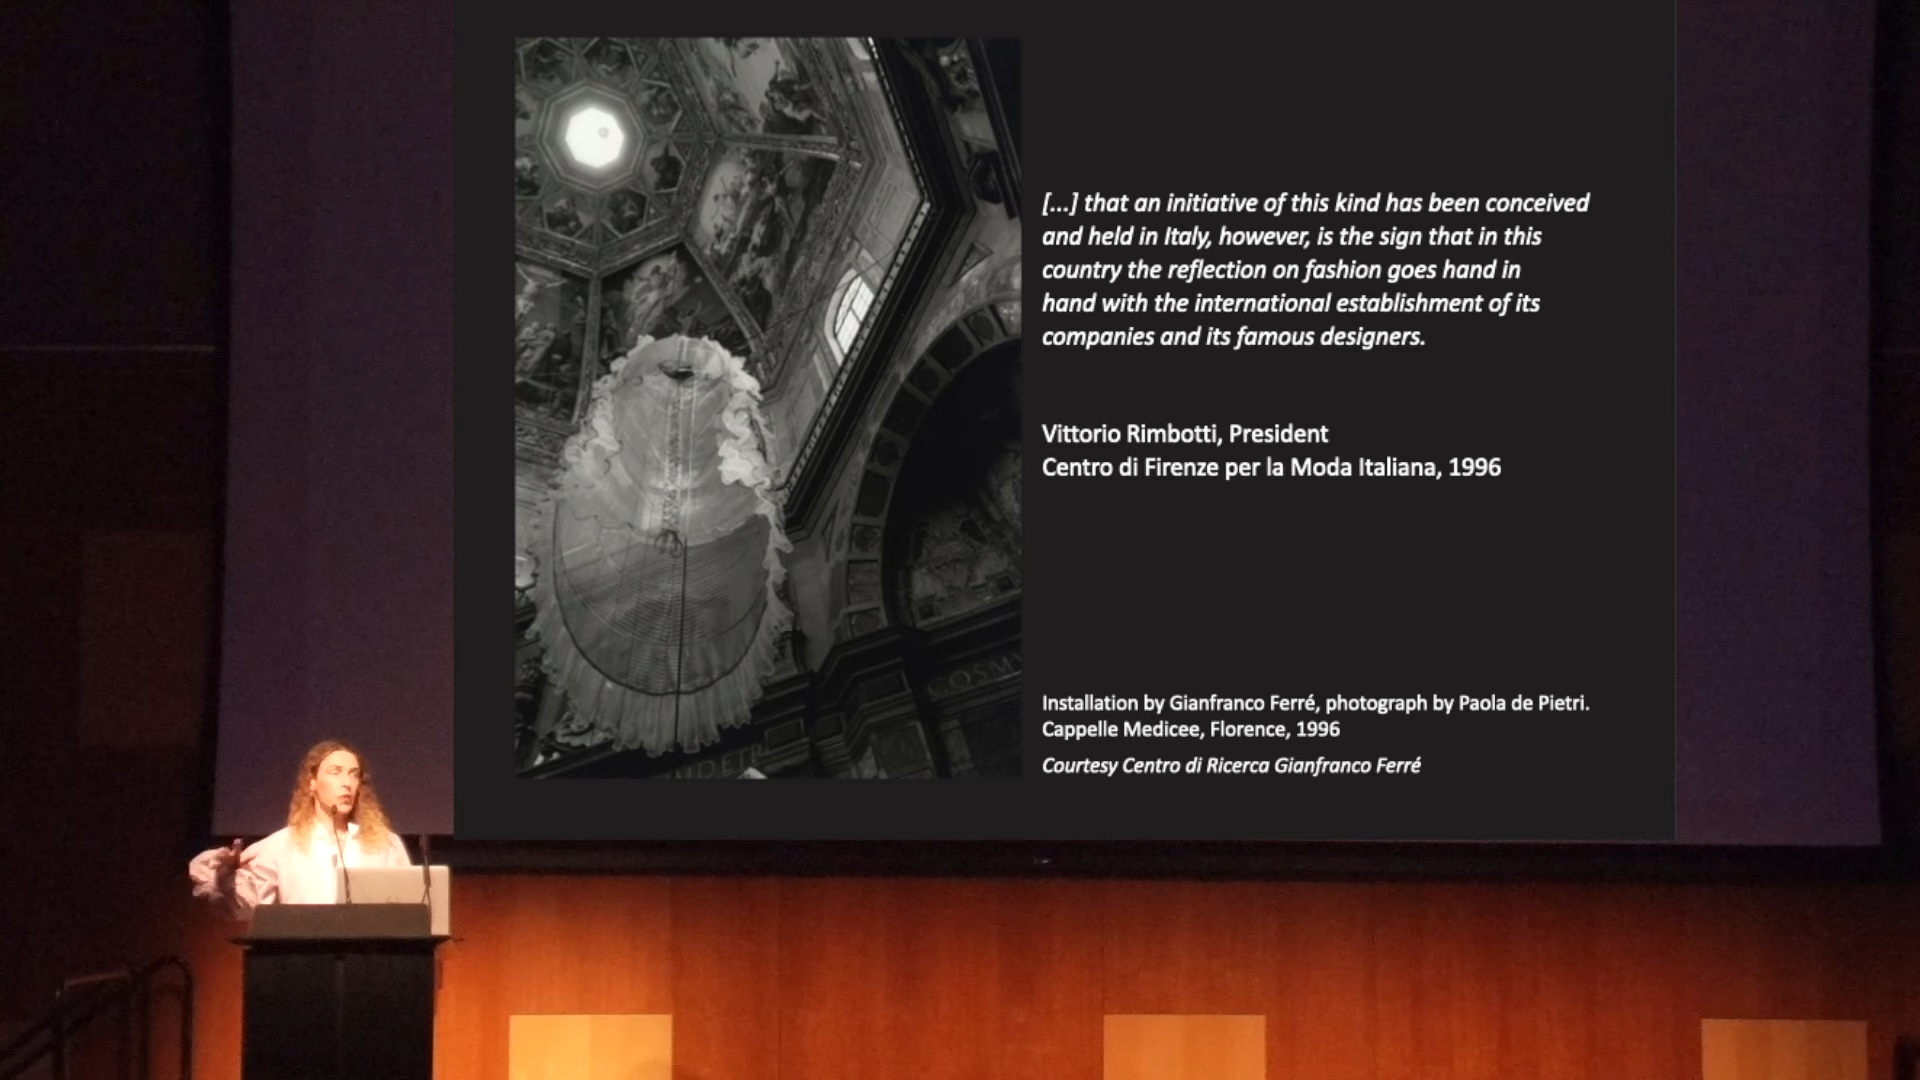 [...] that an initiative of this kind has been conceived
and held in Italy, however, is the sign that in this
country the reflection on fashion goes hand in
hand with the international establishment of its
companies and its famous designers.
Vittorio Rimbotti, President
Centro di Firenze per la Moda Italiana, 1996
Installation by Gianfranco Ferré, photograph by Paola de Pietri.
Cappelle Medicee, Florence, 1996
Courtesy Centro di Ricerca Gianfranco Ferré